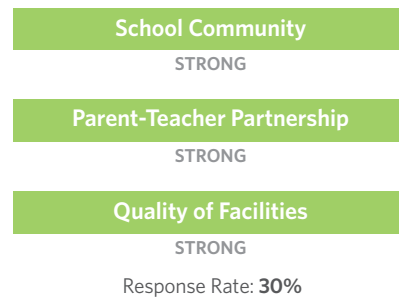 School Community
STRONG
Parent-Teacher Partnership
STRONG
Quality of Facilities
STRONG
Response Rate: 30%